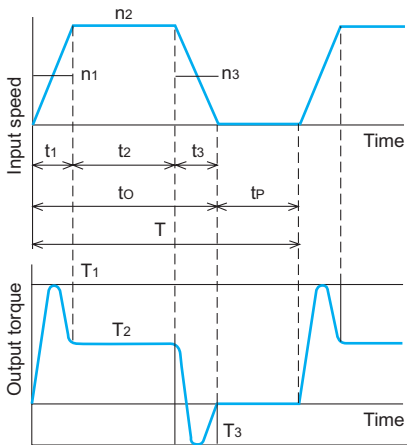 n2
n1
n3
Input speed
Time
t1 t2 t3
to tP
T
T1
Output torque
T2
T3
Time